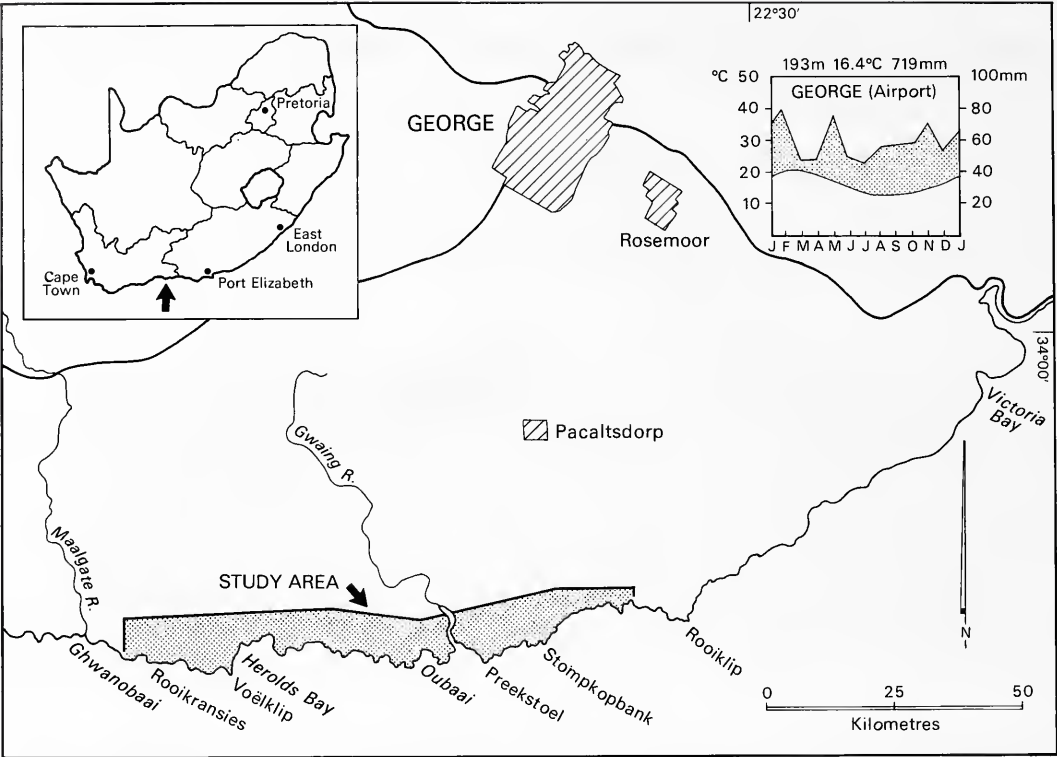 22°30'
Pretoria
East
London
Cape
Town
Port Elizabeth
GEORGE
Rosemoor
193m 16.4°C 719mm
°C 50
100mm
GEORGE (Airport)
40
80
30
60
20
40
10
20
J F M A M J J A S O N D J
34°00'
Victoria
Bay
Pacaltsdorp
Gwaing R.
Maalgate R.
STUDY AREA
Ghwanobaai
Rooikransies
Voëlklip
Herolds Bay
Oubaai
Preekstoel
Stompkopbank
Rooiklip
N
0 25 50
Kilometres